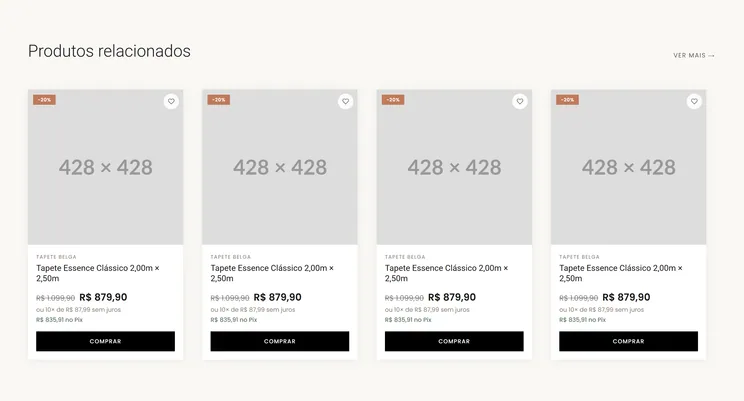 Produtos relacionados
VER MAIS →
-20%
428 × 428
TAPETE BELGA
Tapete Essence Clássico 2,00m ×
2,50m
R$ 1.099,90 R$ 879,90
ou 10× de R$ 87,99 sem juros
R$ 835,91 no Pix
COMPRAR
-20%
428 × 428
TAPETE BELGA
Tapete Essence Clássico 2,00m ×
2,50m
R$ 1.099,90 R$ 879,90
ou 10× de R$ 87,99 sem juros
R$ 835,91 no Pix
COMPRAR
-20%
428 × 428
TAPETE BELGA
Tapete Essence Clássico 2,00m ×
2,50m
R$ 1.099,90 R$ 879,90
ou 10× de R$ 87,99 sem juros
R$ 835,91 no Pix
COMPRAR
-20%
428 × 428
TAPETE BELGA
Tapete Essence Clássico 2,00m ×
2,50m
R$ 1.099,90 R$ 879,90
ou 10× de R$ 87,99 sem juros
R$ 835,91 no Pix
COMPRAR